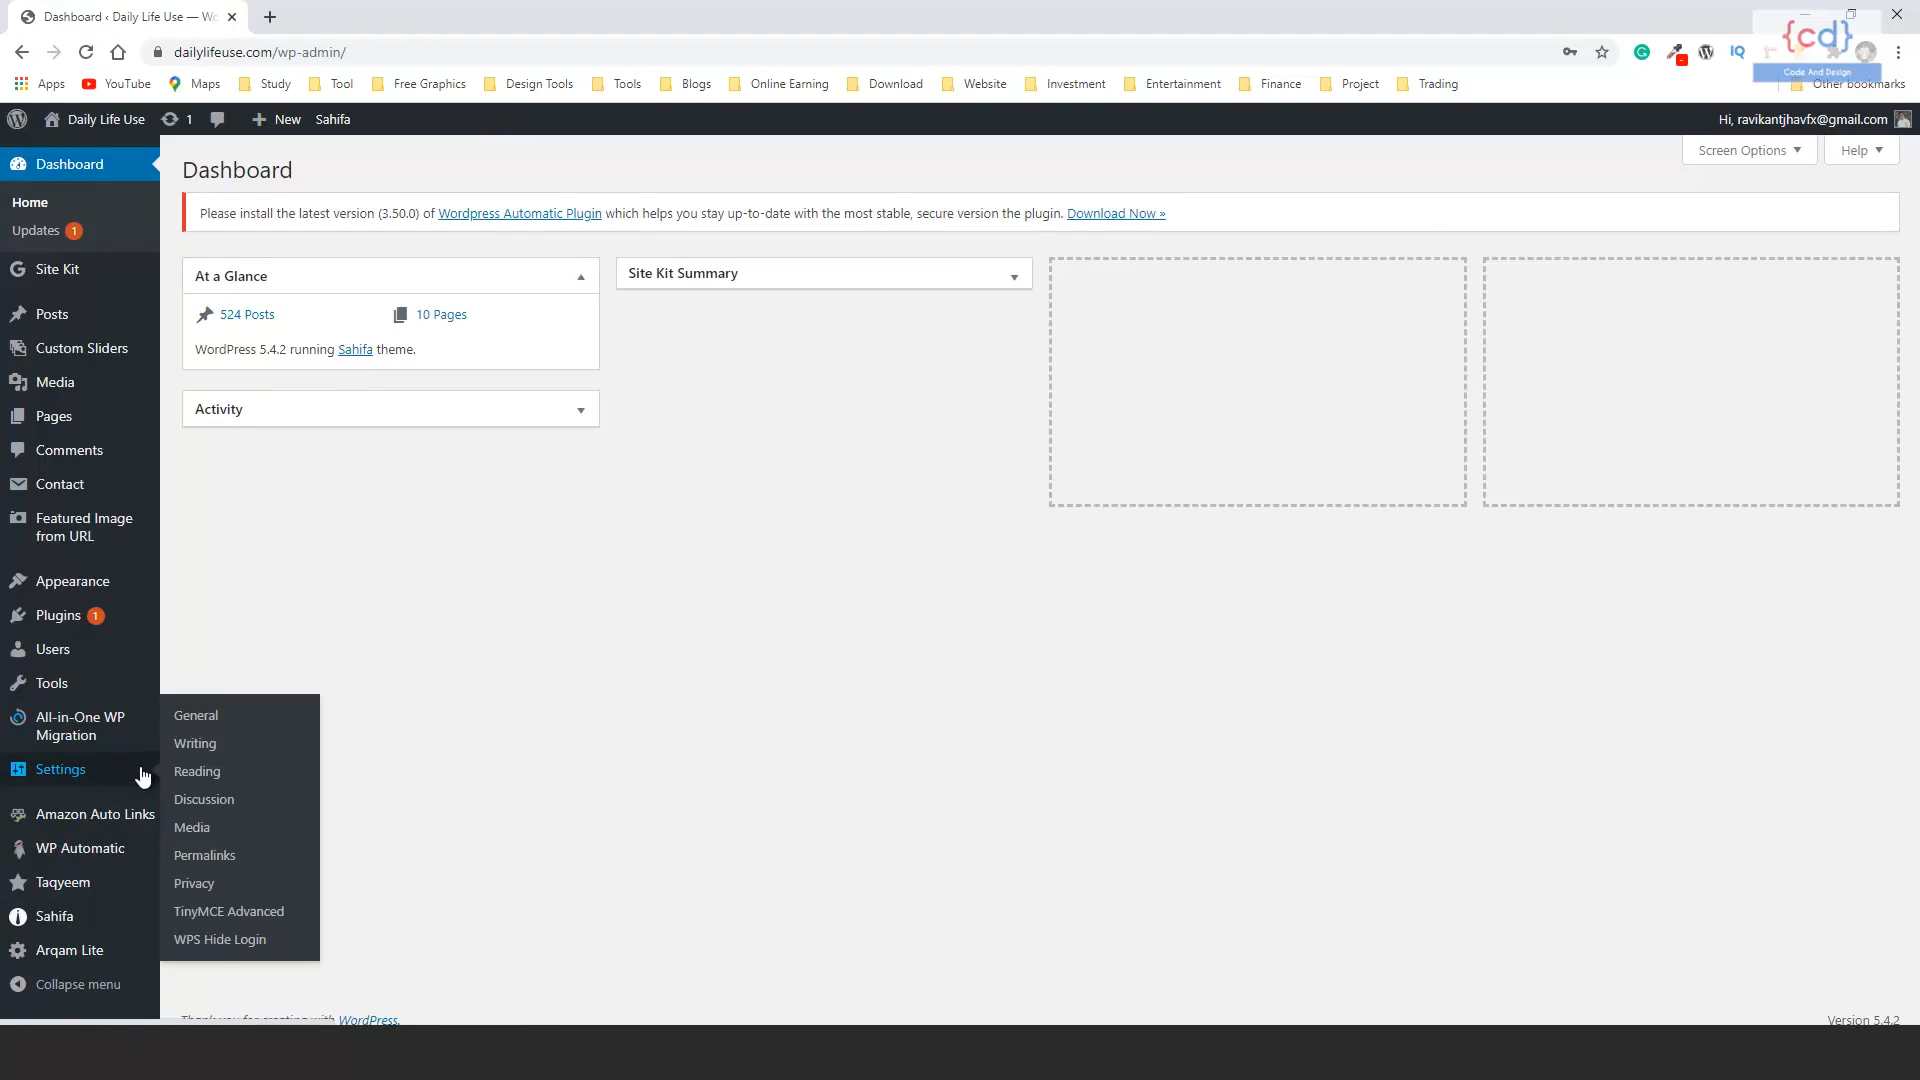 Dashboard ‹ Daily Life Use — Wo
dailylifeuse.com/wp-admin/
IQ
{cd}
Code And Design
Apps
YouTube
Maps
Study
Tool
Free Graphics
Design Tools
Tools
Blogs
Online Earning
Download
Website
Investment
Entertainment
Finance
Project
Trading
Other bookmarks
Daily Life Use
1
New
Sahifa
Hi, ravikantjhavfx@gmail.com
Dashboard
Home
Updates 1
Site Kit
Posts
Custom Sliders
Media
Pages
Comments
Contact
Featured Image
from URL
Appearance
Plugins 1
Users
Tools
All-in-One WP
Migration
Settings
Amazon Auto Links
WP Automatic
Taqyeem
Sahifa
Arqam Lite
Collapse menu
General
Writing
Reading
Discussion
Media
Permalinks
Privacy
TinyMCE Advanced
WPS Hide Login
Screen Options
Help
Dashboard
Please install the latest version (3.50.0) of Wordpress Automatic Plugin which helps you stay up-to-date with the most stable, secure version the plugin. Download Now »
At a Glance
524 Posts
10 Pages
WordPress 5.4.2 running Sahifa theme.
Activity
Site Kit Summary
Thank you for creating with WordPress.
Version 5.4.2